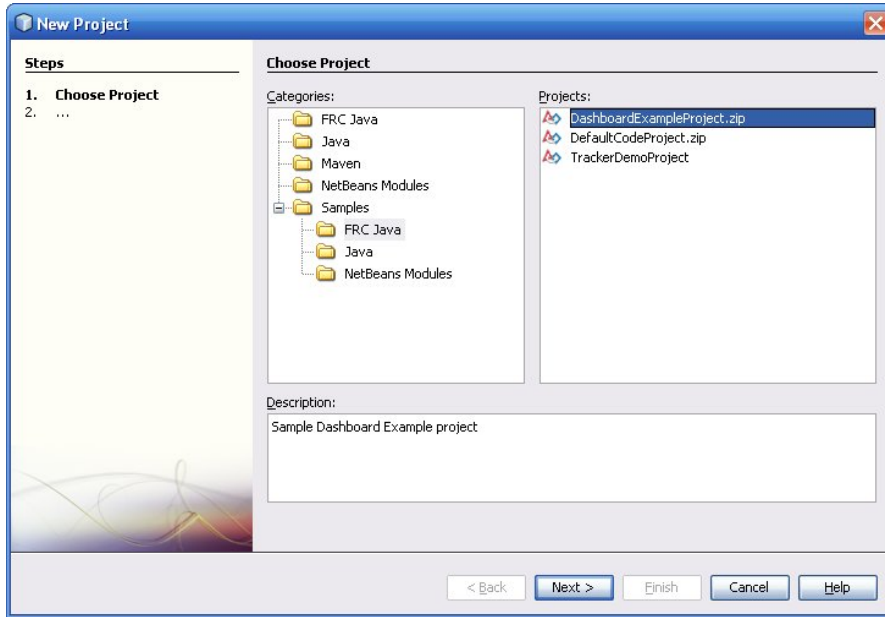 New Project
Steps
1. Choose Project
2. ...
Choose Project
Categories:
FRC Java
Java
Maven
NetBeans Modules
Samples
FRC Java
Java
NetBeans Modules
Projects:
DashboardExampleProject.zip
DefaultCodeProject.zip
TrackerDemoProject
Description:
Sample Dashboard Example project
< Back
Next >
Finish
Cancel
Help